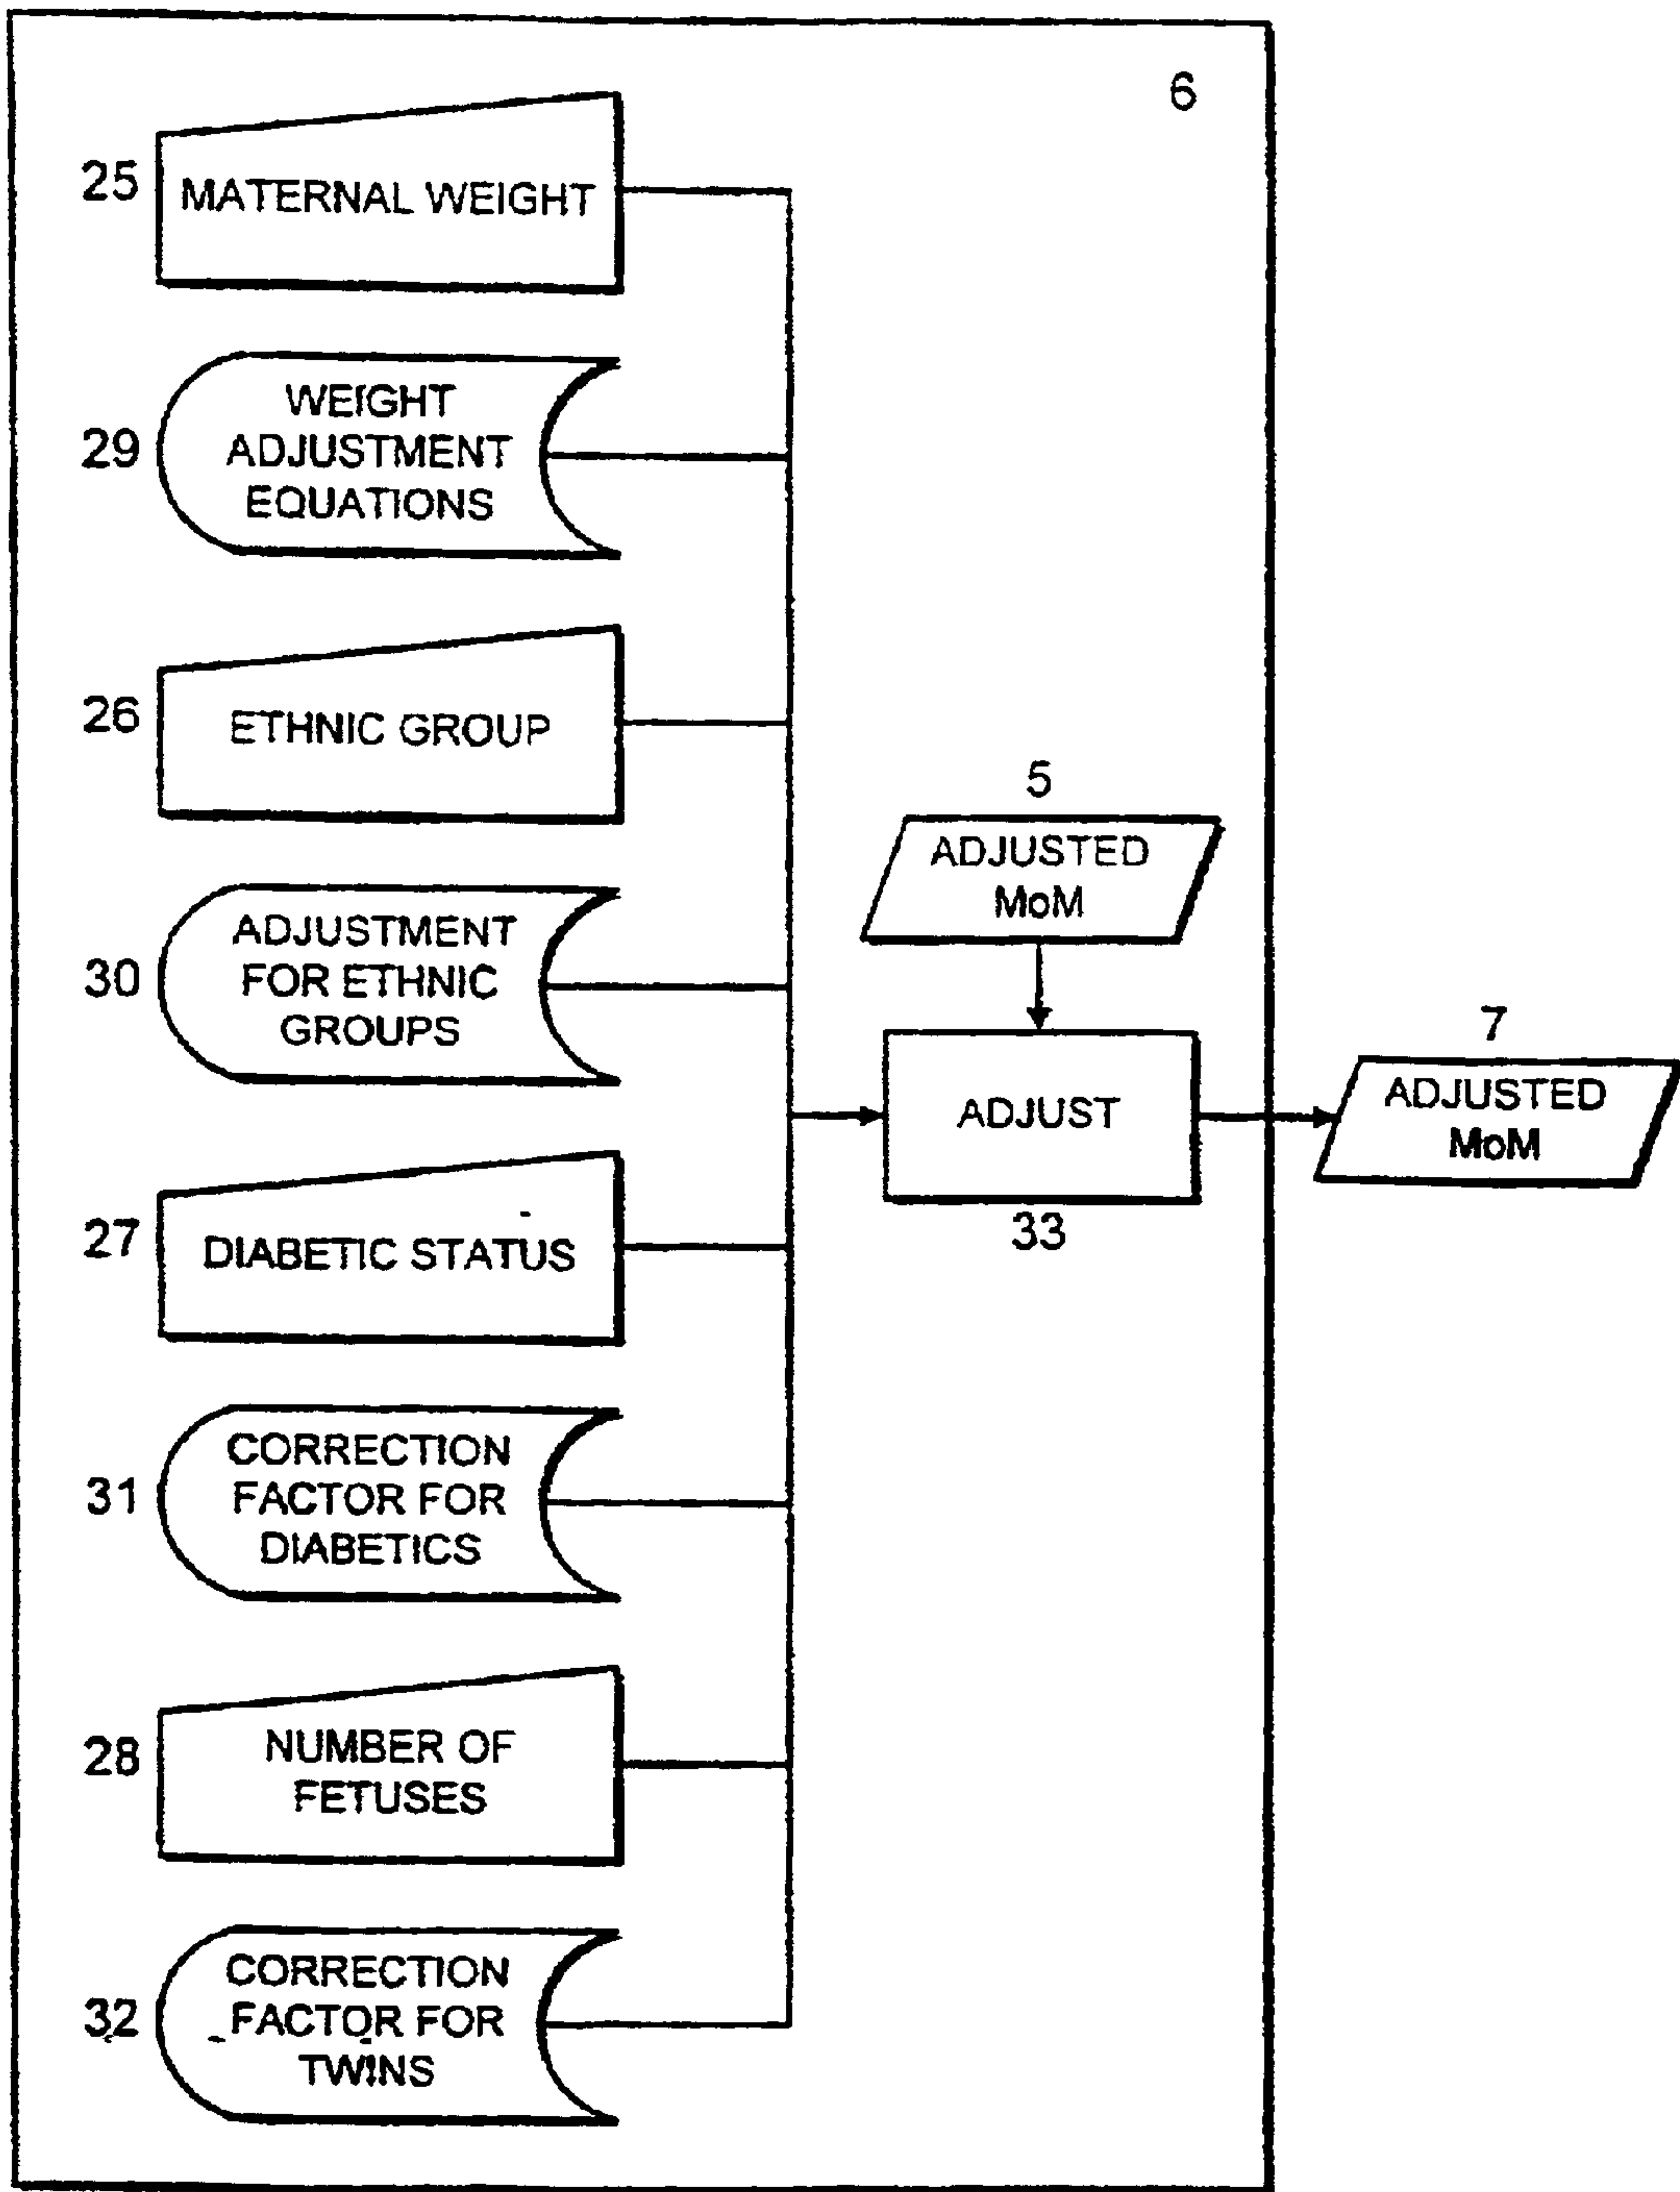 6
25
MATERNAL WEIGHT
29
WEIGHT
ADJUSTMENT
EQUATIONS
26
ETHNIC GROUP
30
ADJUSTMENT
FOR ETHNIC
GROUPS
27
DIABETIC STATUS
31
CORRECTION
FACTOR FOR
DIABETICS
28
NUMBER OF
FETUSES
32
CORRECTION
FACTOR FOR
TWINS
5
ADJUSTED
MoM
ADJUST
33
7
ADJUSTED
MoM